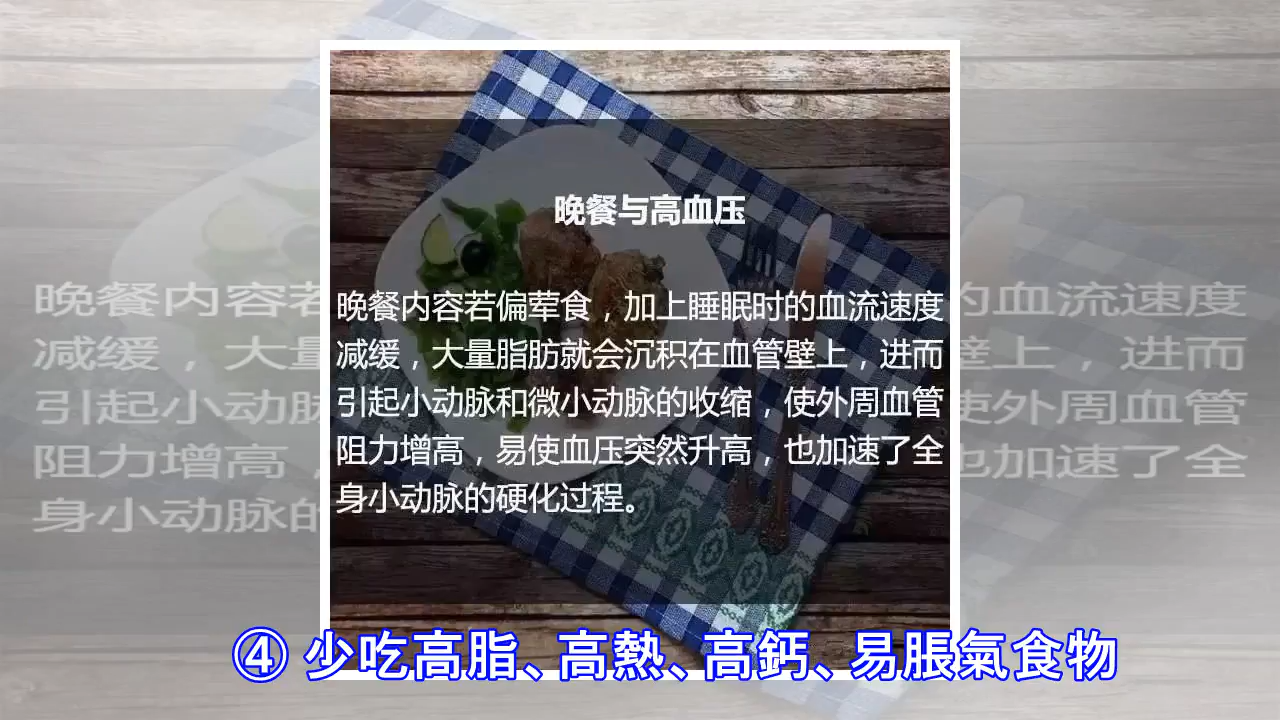 晚餐与高血压
晚餐内容若偏荤食，加上睡眠时的血流速度
减缓，大量脂肪就会沉积在血管壁上，进而
引起小动脉和微小动脉的收缩，使外周血管
阻力增高，易使血压突然升高，也加速了全
身小动脉的硬化过程。
④ 少吃高脂、高熱、高鈣、易脹氣食物